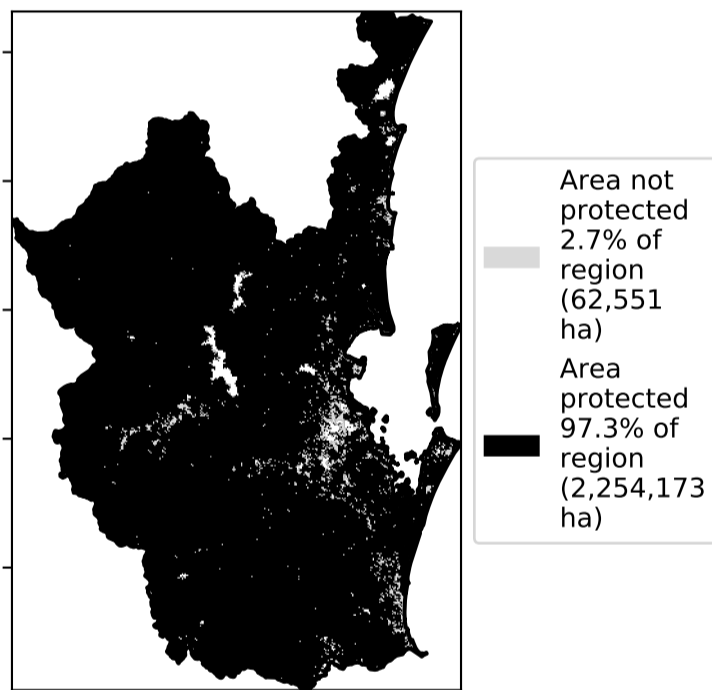 Area not
protected
2.7% of
region
(62,551
ha)
Area
protected
97.3% of
region
(2,254,173
ha)